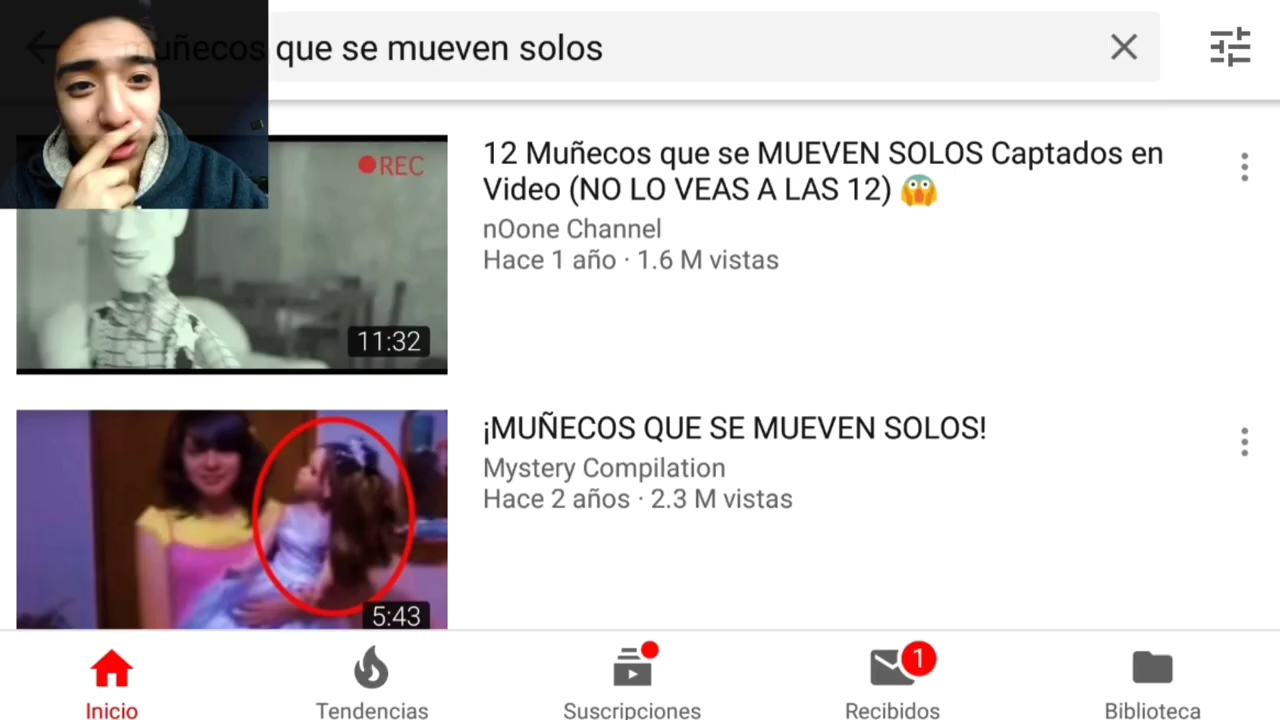 muñecos que se mueven solos
REC
12 Muñecos que se MUEVEN SOLOS Captados en
Video (NO LO VEAS A LAS 12) 😱
nOone Channel
Hace 1 año · 1.6 M vistas
11:32
¡MUÑECOS QUE SE MUEVEN SOLOS!
Mystery Compilation
Hace 2 años · 2.3 M vistas
5:43
1
Inicio
Tendencias
Suscripciones
Recibidos
Biblioteca